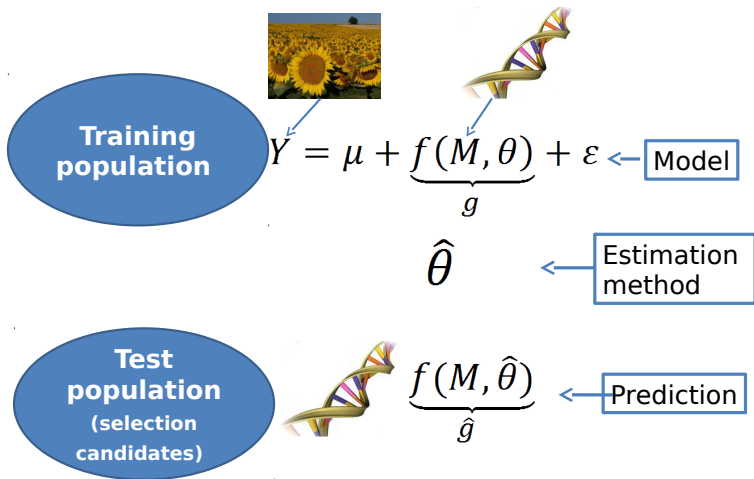 Training
population
Y = μ + f(M, θ) + ε
g
Model
θ̂
Estimation
method
Test
population
(selection
candidates)
f(M, θ̂)
ĝ
Prediction